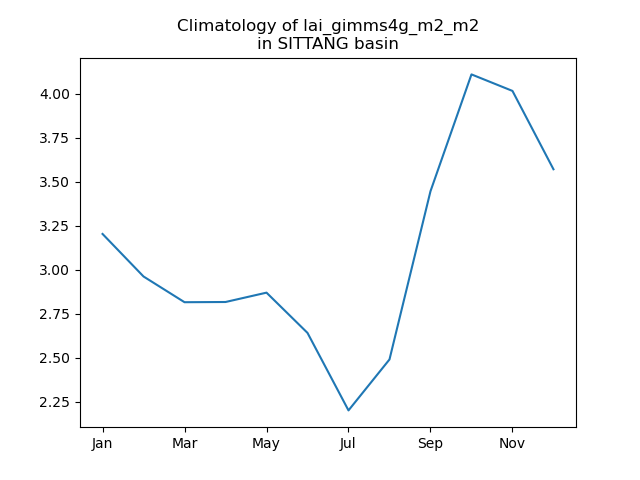 Climatology of lai_gimms4g_m2_m2
in SITTANG basin
4.00
3.75
3.50
3.25
3.00
2.75
2.50
2.25
Jan Mar May Jul Sep Nov